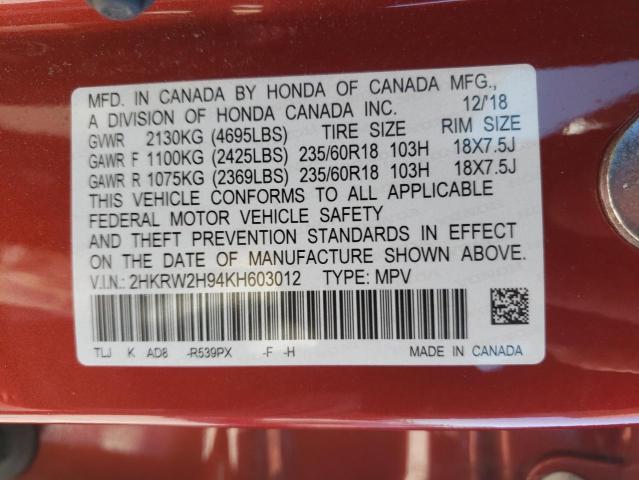 MFD. IN CANADA BY HONDA OF CANADA MFG.,
A DIVISION OF HONDA CANADA INC. 12/'18
GVWR 2130KG (4695LBS) TIRE SIZE RIM SIZE
GAWR F 1100KG (2425LBS) 235/60R18 103H 18X7.5J
GAWR R 1075KG (2369LBS) 235/60R18 103H 18X7.5J
THIS VEHICLE CONFORMS TO ALL APPLICABLE
FEDERAL MOTOR VEHICLE SAFETY
AND THEFT PREVENTION STANDARDS IN EFFECT
ON THE DATE OF MANUFACTURE SHOWN ABOVE.
V.I.N.: 2HKRW2H94KH603012 TYPE: MPV
TLJ K AD8 -R539PX -F -H MADE IN CANADA